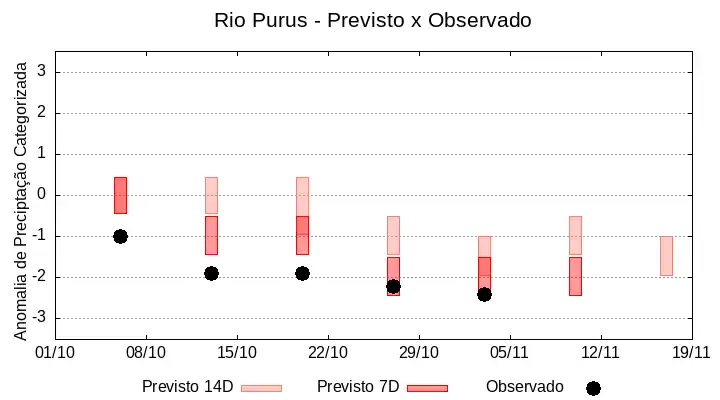 Rio Purus - Previsto x Observado
Anomalia de Precipitação Categorizada
3
2
1
0
-1
-2
-3
01/10 08/10 15/10 22/10 29/10 05/11 12/11 19/11
Previsto 14D Previsto 7D Observado